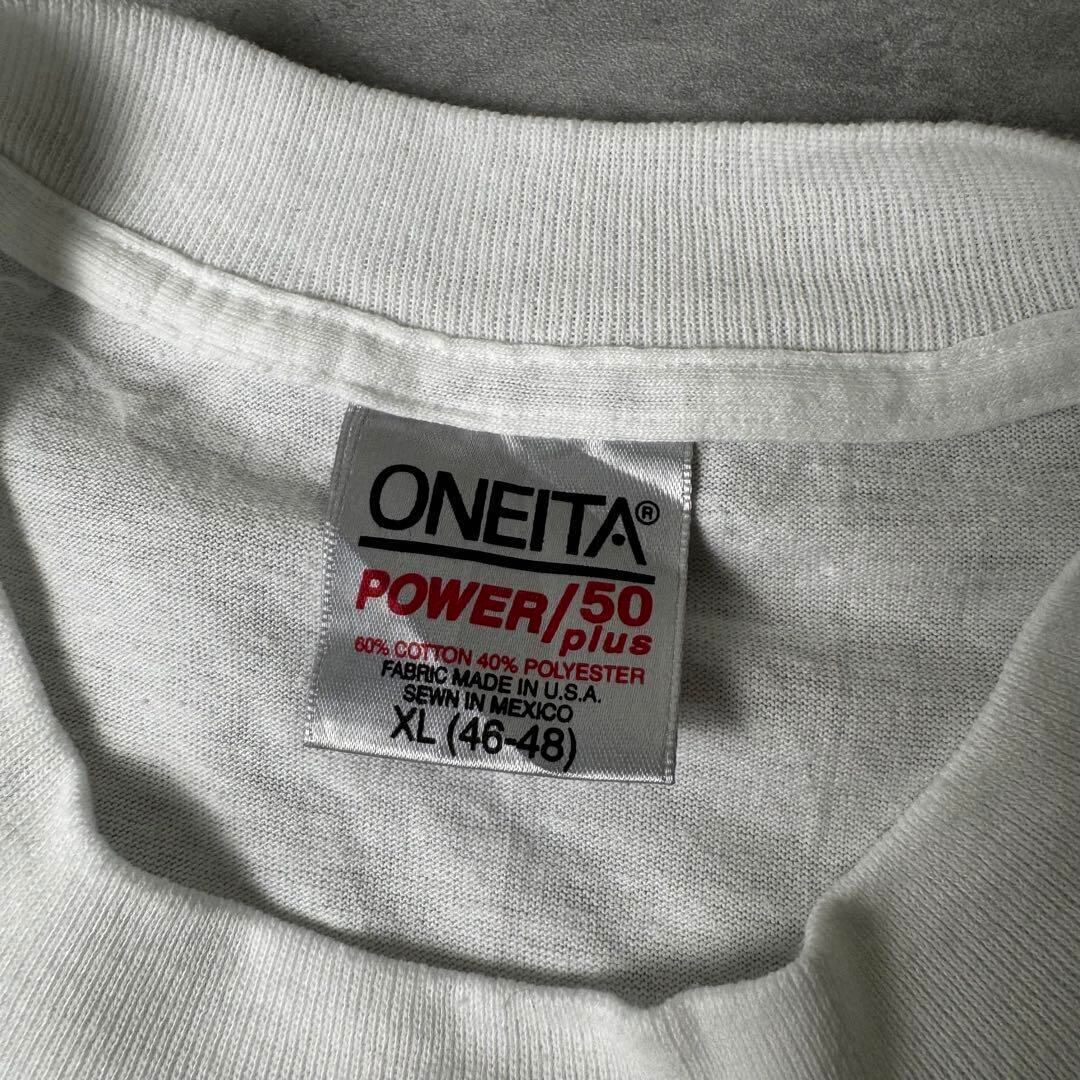 ONEITA®
POWER/50 plus
60% COTTON 40% POLYESTER
FABRIC MADE IN U.S.A.
SEWN IN MEXICO
XL (46-48)